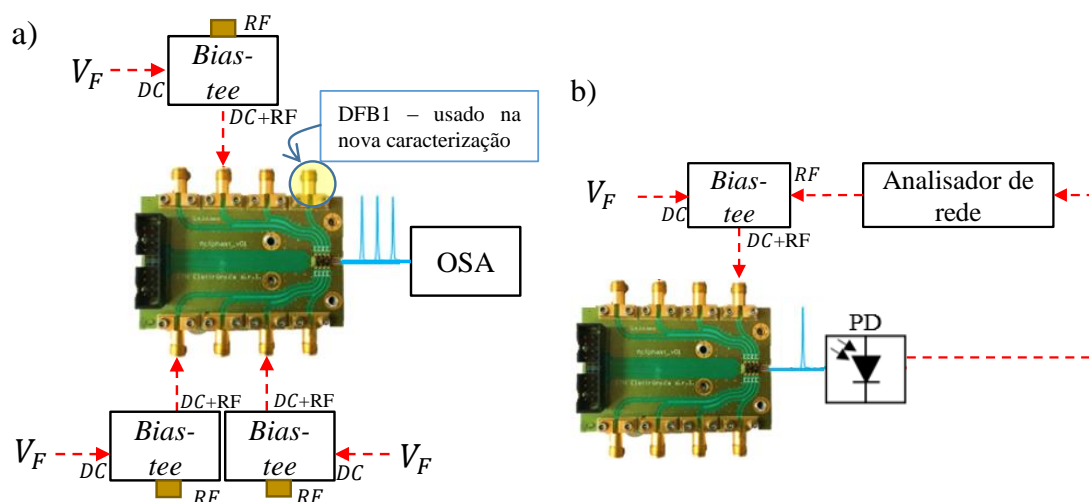 a)
RF
Bias-
tee
V_F
DC
DC+RF
DFB1 – usado na
nova caracterização
OSA
DC+RF
DC+RF
Bias-
tee
Bias-
tee
V_F
DC
RF
RF
DC
V_F
b)
Bias-
tee
RF
Analisador de
rede
V_F
DC
DC+RF
PD